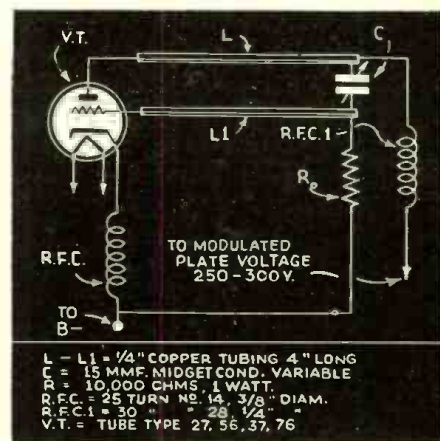 V.T.
L
C
L1
R.F.C.1
Rg
R.F.C.
TO MODULATED
PLATE VOLTAGE
250-300V.
TO
B-
L - L1 = 1/4" COPPER TUBING 4" LONG
C = 15 MMF. MIDGET COND. VARIABLE
R = 10,000 OHMS, 1 WATT.
R.F.C. = 25 TURN NO. 14, 3/8" DIAM.
R.F.C.1 = 30 " " 28, 1/4" "
V.T. = TUBE TYPE 27, 56, 37, 76